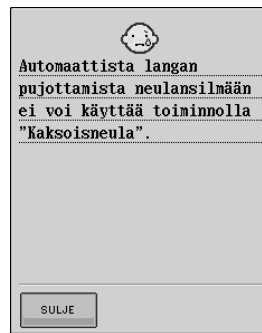 Automaattista langan
pujottamista neulansilmään
ei voi käyttää toiminnolla
"Kaksoisneula".
SULJE